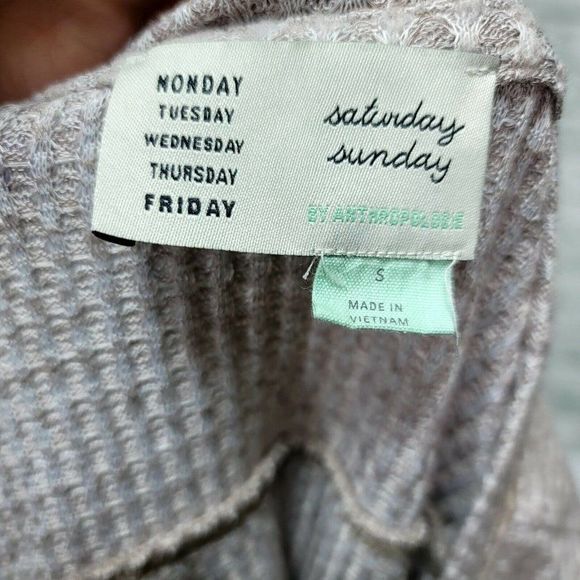 MONDAY
TUESDAY
WEDNESDAY
THURSDAY
FRIDAY
saturday
sunday
BY ANTHROPOLOGIE
S
MADE IN
VIETNAM